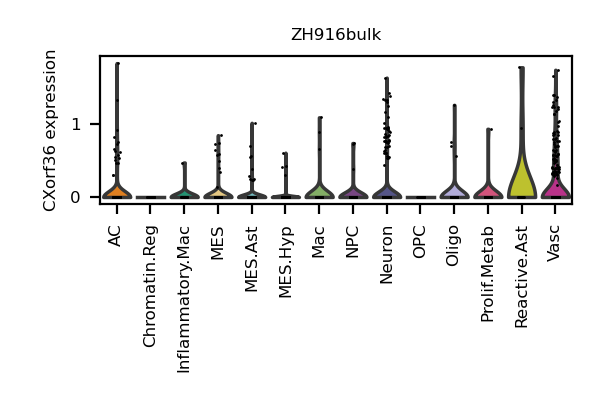 ZH916bulk
CXorf36 expression
1
0
AC
Chromatin.Reg
Inflammatory.Mac
MES
MES.Ast
MES.Hyp
Mac
NPC
Neuron
OPC
Oligo
Prolif.Metab
Reactive.Ast
Vasc